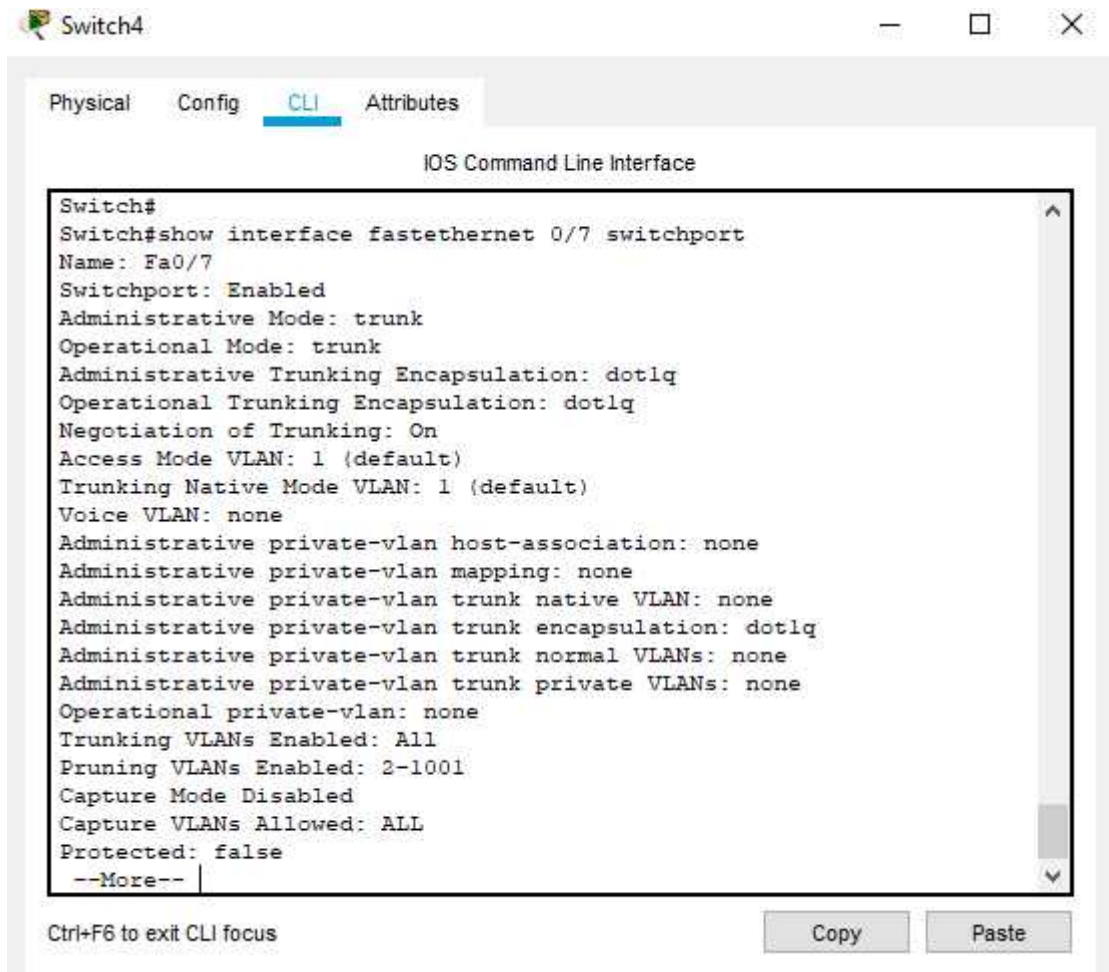 Switch4
Physical Config CLI Attributes
IOS Command Line Interface
Switch#
Switch#show interface fastethernet 0/7 switchport
Name: Fa0/7
Switchport: Enabled
Administrative Mode: trunk
Operational Mode: trunk
Administrative Trunking Encapsulation: dot1q
Operational Trunking Encapsulation: dot1q
Negotiation of Trunking: On
Access Mode VLAN: 1 (default)
Trunking Native Mode VLAN: 1 (default)
Voice VLAN: none
Administrative private-vlan host-association: none
Administrative private-vlan mapping: none
Administrative private-vlan trunk native VLAN: none
Administrative private-vlan trunk encapsulation: dot1q
Administrative private-vlan trunk normal VLANs: none
Administrative private-vlan trunk private VLANs: none
Operational private-vlan: none
Trunking VLANs Enabled: All
Pruning VLANs Enabled: 2-1001
Capture Mode Disabled
Capture VLANs Allowed: ALL
Protected: false
--More--
Ctrl+F6 to exit CLI focus Copy Paste